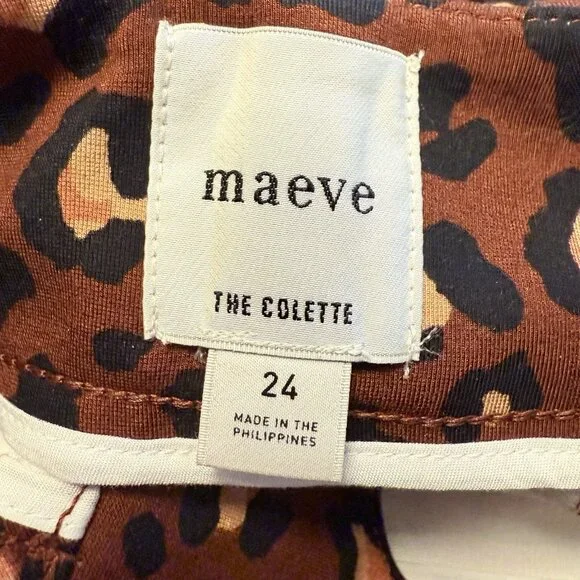 maeve
THE COLETTE
24
MADE IN THE
PHILIPPINES